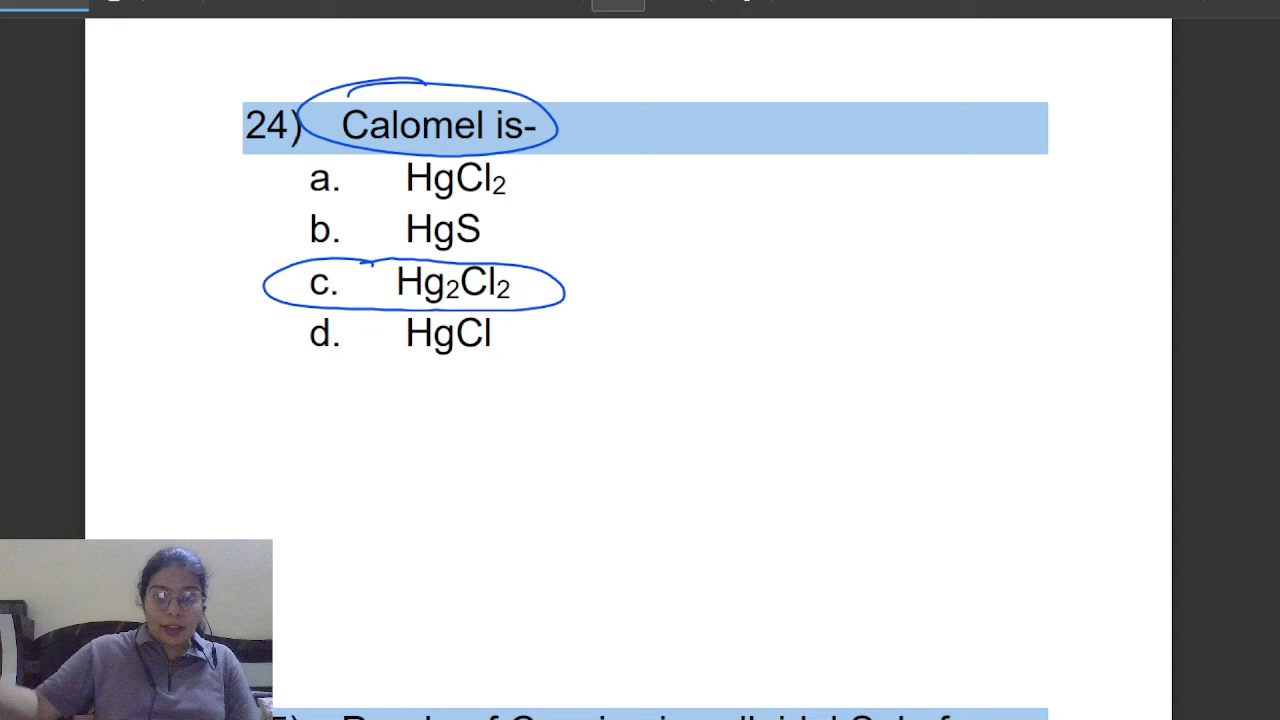 24) Calomel is-
a. HgCl₂
b. HgS
c. Hg₂Cl₂
d. HgCl